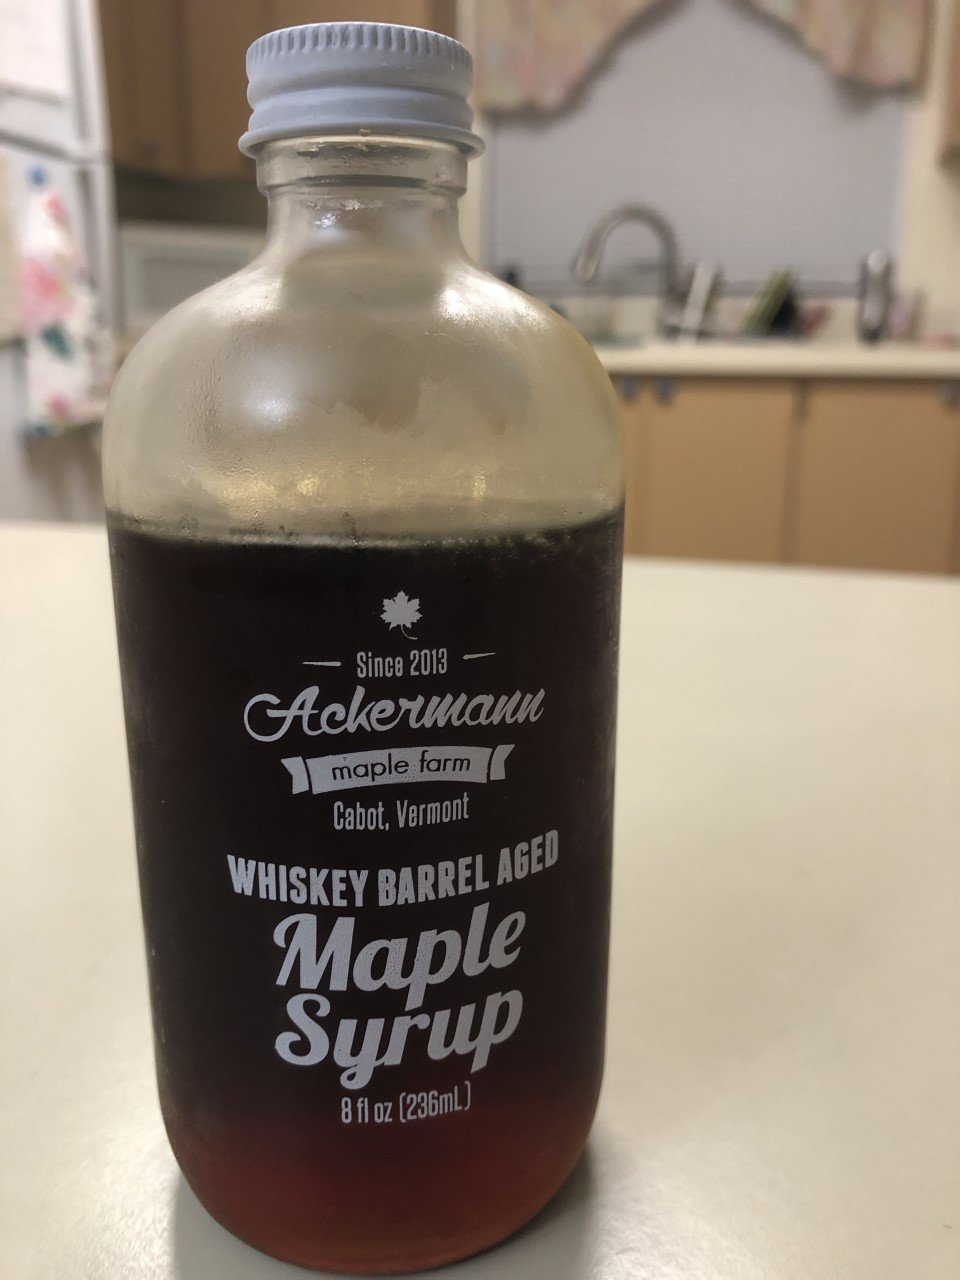 Since 2013
Ackermann
maple farm
Cabot, Vermont
WHISKEY BARREL AGED
Maple
Syrup
8 fl oz (236mL)